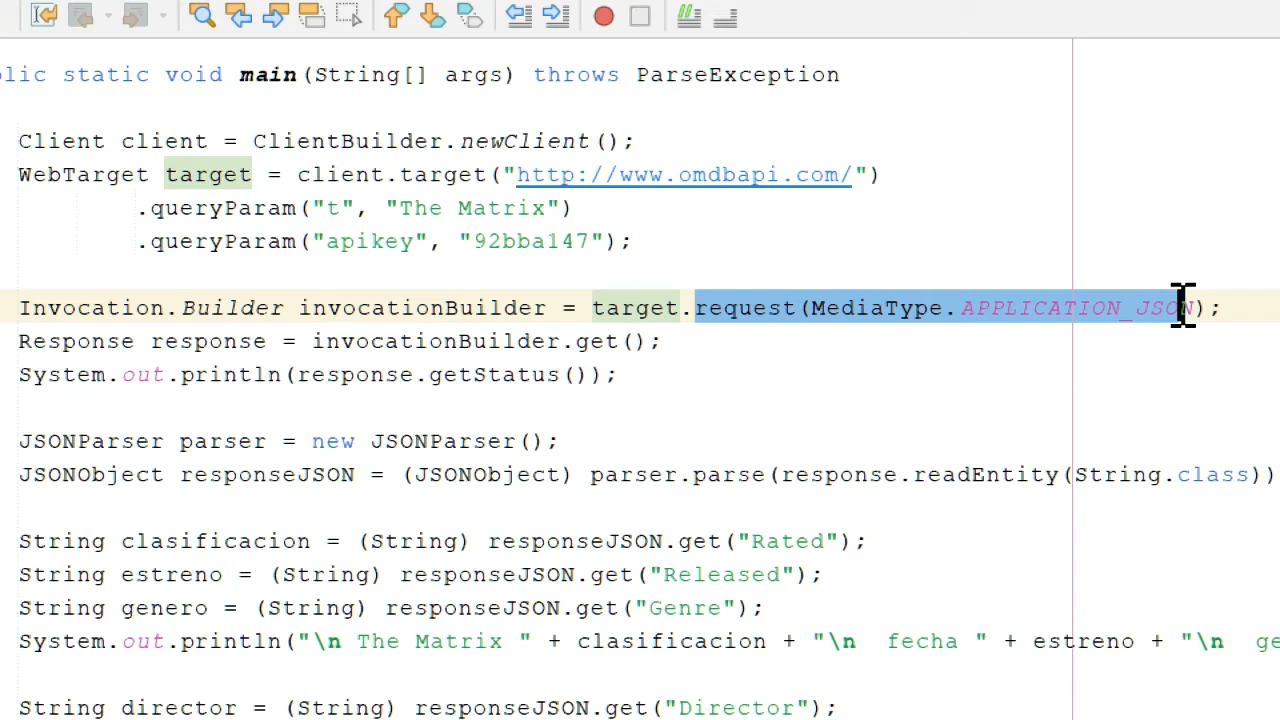 lic static void main(String[] args) throws ParseException
Client client = ClientBuilder.newClient();
WebTarget target = client.target("http://www.omdbapi.com/")
.queryParam("t", "The Matrix")
.queryParam("apikey", "92bba147");
Invocation.Builder invocationBuilder = target.request(MediaType.APPLICATION_JSON);
Response response = invocationBuilder.get();
System.out.println(response.getStatus());
JSONParser parser = new JSONParser();
JSONObject responseJSON = (JSONObject) parser.parse(response.readEntity(String.class))
String clasificacion = (String) responseJSON.get("Rated");
String estreno = (String) responseJSON.get("Released");
String genero = (String) responseJSON.get("Genre");
System.out.println("\n The Matrix " + clasificacion + "\n  fecha " + estreno + "\n  ge
String director = (String) responseJSON.get("Director");